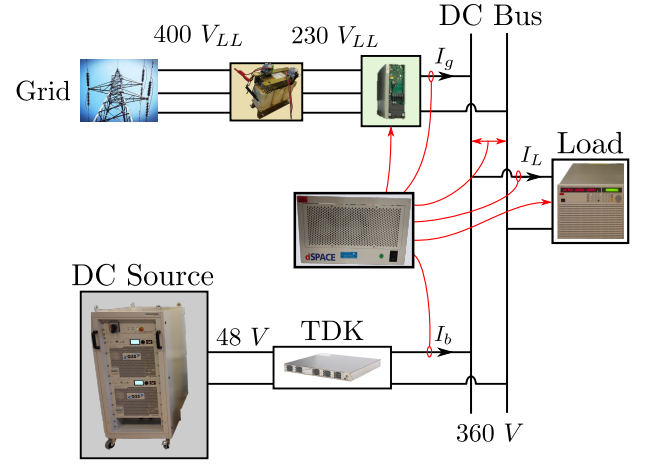 DC Bus
400 V_LL
230 V_LL
I_g
Grid
Load
I_L
dSPACE
DC Source
48 V
TDK
I_b
360 V